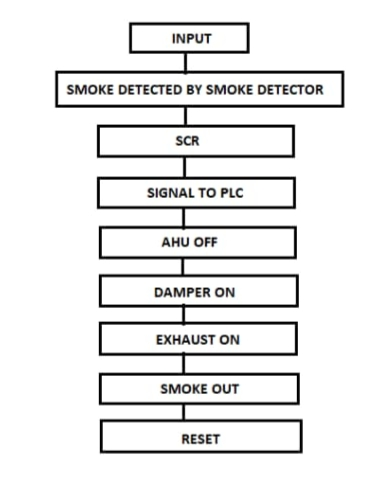 INPUT
SMOKE DETECTED BY SMOKE DETECTOR
SCR
SIGNAL TO PLC
AHU OFF
DAMPER ON
EXHAUST ON
SMOKE OUT
RESET